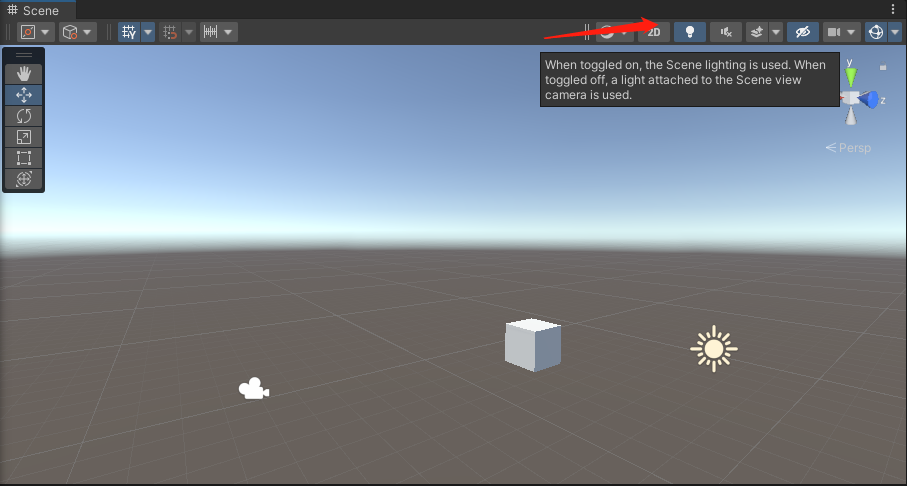 Scene
2D
When toggled on, the Scene lighting is used. When
toggled off, a light attached to the Scene view
camera is used.
y
z
Persp